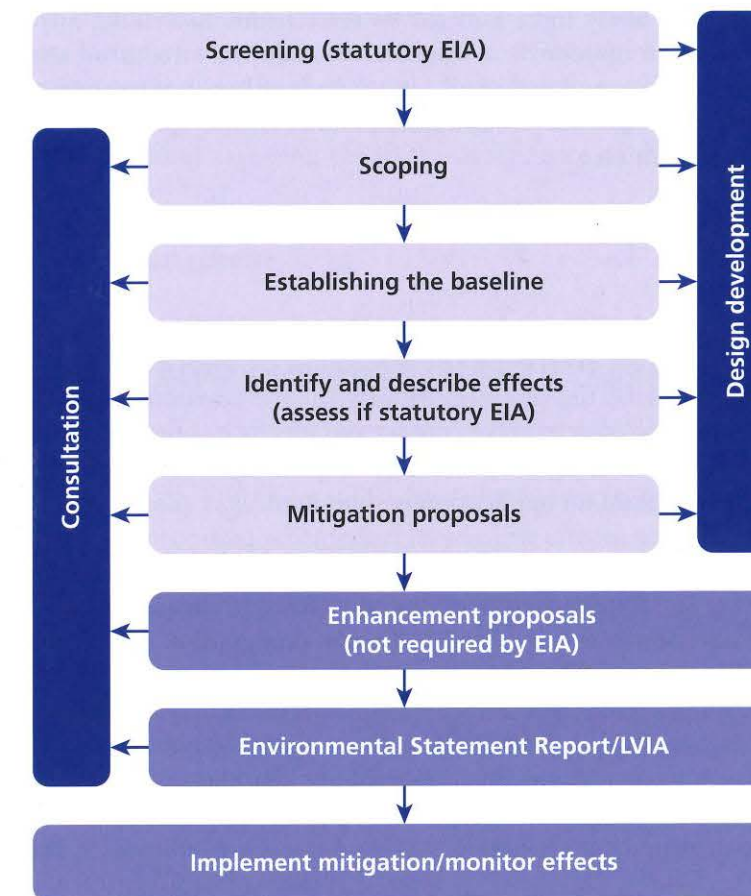 Screening (statutory EIA)
Scoping
Establishing the baseline
Identify and describe effects
(assess if statutory EIA)
Mitigation proposals
Enhancement proposals
(not required by EIA)
Environmental Statement Report/LVIA
Implement mitigation/monitor effects
Consultation
Design development